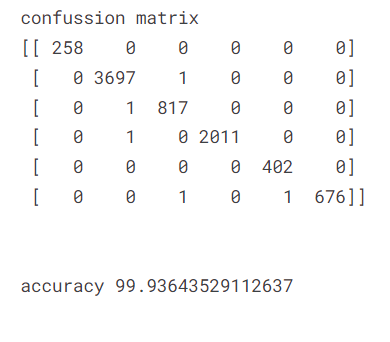 confussion matrix
[[ 258    0    0    0    0    0]
 [   0 3697    1    0    0    0]
 [   0    1  817    0    0    0]
 [   0    1    0 2011    0    0]
 [   0    0    0    0  402    0]
 [   0    0    1    0    1  676]]
accuracy 99.93643529112637